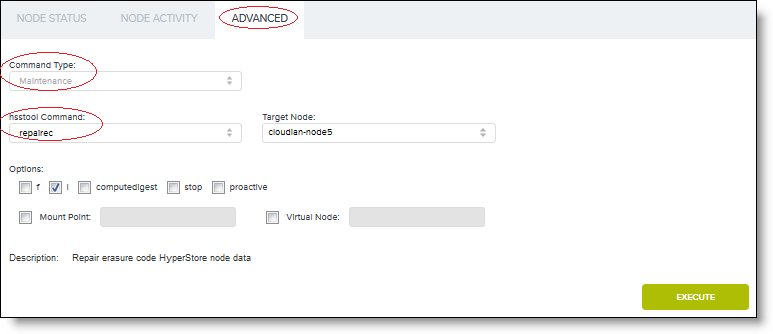 NODE STATUS NODE ACTIVITY ADVANCED
Command Type:
Maintenance
hsstool Command: Target Node:
repairec cloudian-node5
Options:
f l computedigest stop proactive
Mount Point: Virtual Node:
Description: Repair erasure code HyperStore node data
EXECUTE